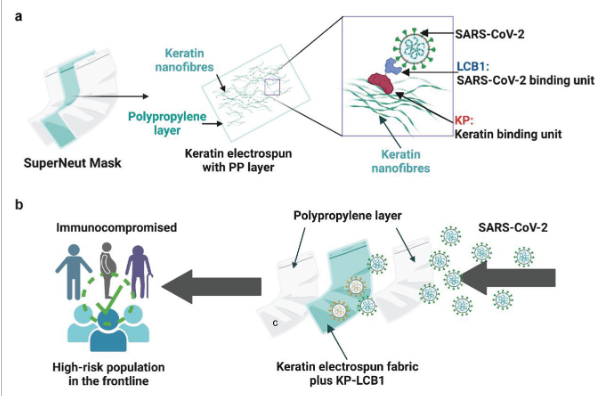 a
Keratin
nanofibres
Polypropylene
layer
SuperNeut Mask
Keratin electrospun
with PP layer
SARS-CoV-2
LCB1:
SARS-CoV-2 binding unit
KP:
Keratin binding unit
Keratin
nanofibres
b
Immunocompromised
High-risk population
in the frontline
Polypropylene layer
SARS-CoV-2
c
Keratin electrospun fabric
plus KP-LCB1